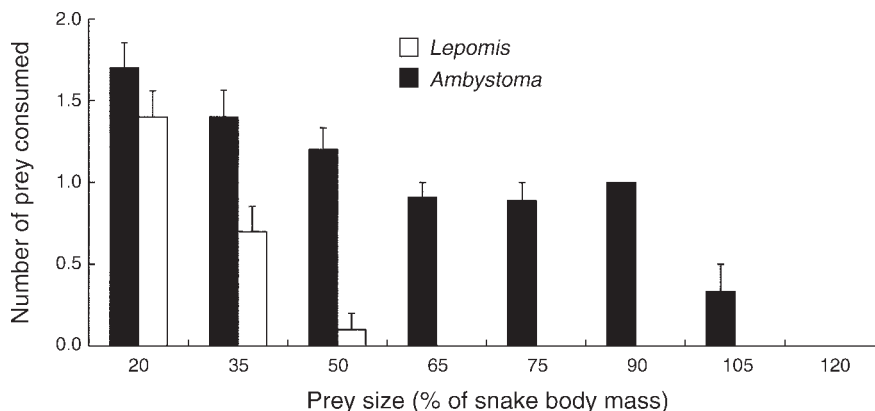 2.0
1.5
1.0
0.5
0.0
Number of prey consumed
Lepomis
Ambystoma
20 35 50 65 75 90 105 120
Prey size (% of snake body mass)